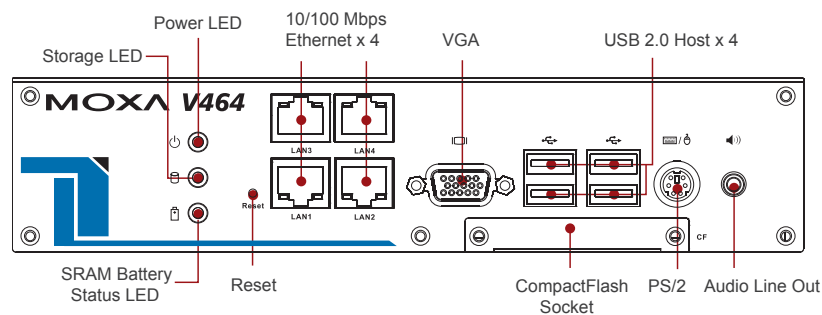 Power LED
10/100 Mbps
Ethernet x 4
VGA
USB 2.0 Host x 4
Storage LED
MOXA V464
LAN3
LAN4
Reset
LAN1
LAN2
CF
SRAM Battery
Status LED
Reset
CompactFlash
Socket
PS/2
Audio Line Out